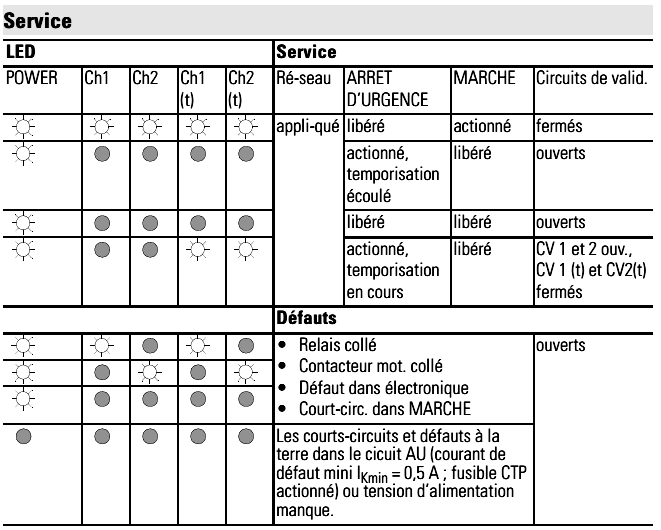 Service
LED Service
POWER Ch1 Ch2 Ch1 (t) Ch2 (t) Ré-seau ARRET D'URGENCE MARCHE Circuits de valid.
appli-qué libéré actionné fermés
actionné, temporisation écoulé libéré ouverts
libéré libéré ouverts
actionné, temporisation en cours libéré CV 1 et 2 ouv., CV 1 (t) et CV2(t) fermés
Défauts
• Relais collé ouverts
• Contacteur mot. collé
• Défaut dans électronique
• Court-circ. dans MARCHE
Les courts-circuits et défauts à la
terre dans le cicuit AU (courant de
défaut mini IKmin = 0,5 A ; fusible CTP
actionné) ou tension d'alimentation
manque.